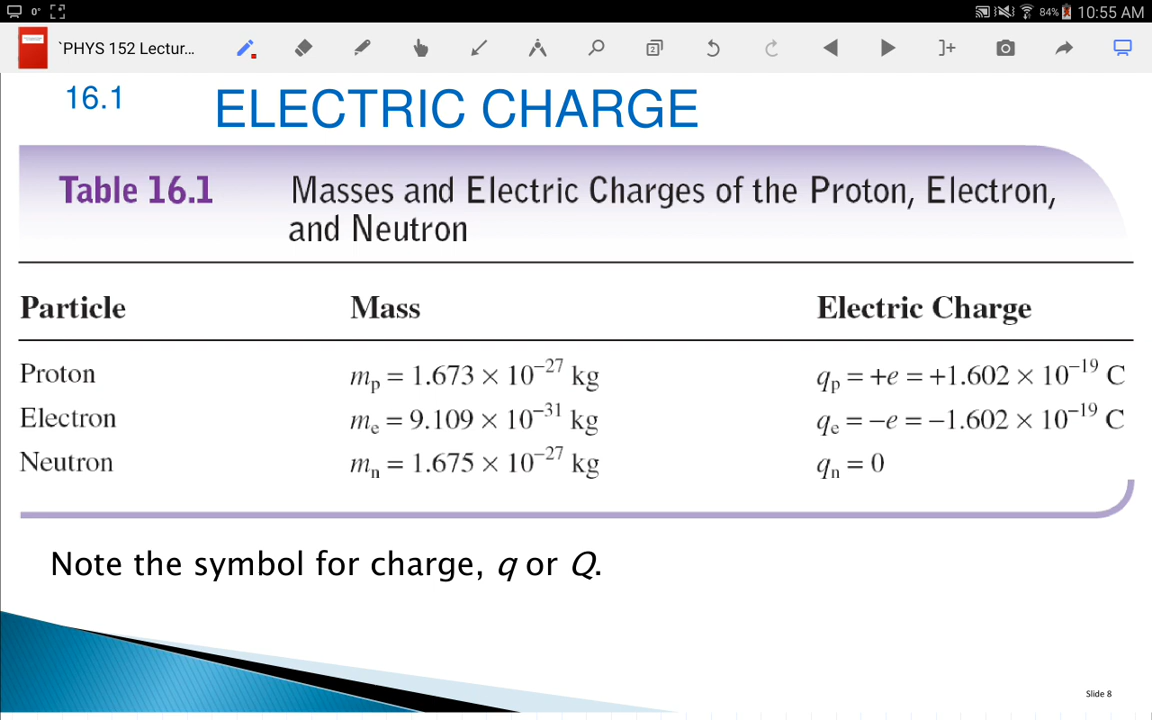 0°
84%
10:55 AM
`PHYS 152 Lectur...
2
16.1
ELECTRIC CHARGE
Table 16.1 Masses and Electric Charges of the Proton, Electron,
and Neutron
Particle Mass Electric Charge
Proton mₚ = 1.673 × 10⁻²⁷ kg qₚ = +e = +1.602 × 10⁻¹⁹ C
Electron mₑ = 9.109 × 10⁻³¹ kg qₑ = −e = −1.602 × 10⁻¹⁹ C
Neutron mₙ = 1.675 × 10⁻²⁷ kg qₙ = 0
Note the symbol for charge, q or Q.
Slide 8